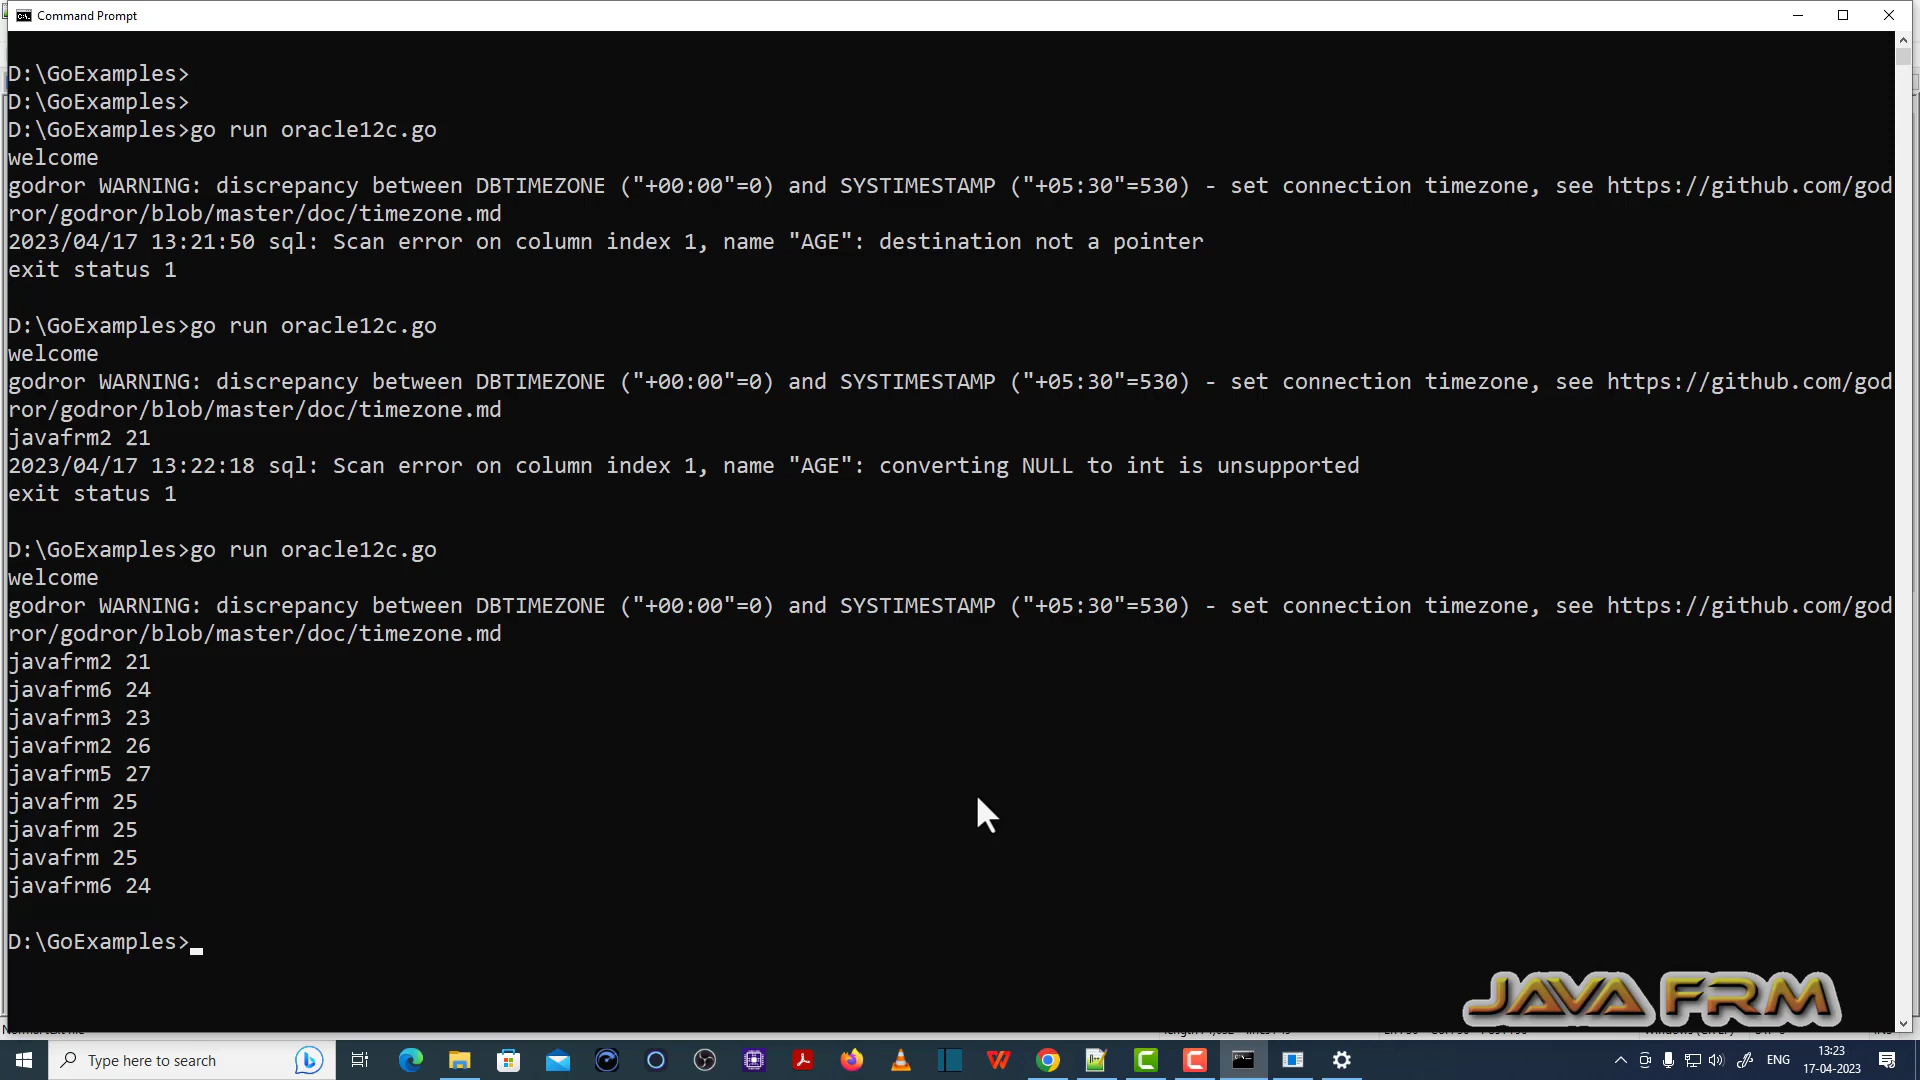 Command Prompt
D:\GoExamples>
D:\GoExamples>
D:\GoExamples>go run oracle12c.go
welcome
godror WARNING: discrepancy between DBTIMEZONE ("+00:00"=0) and SYSTIMESTAMP ("+05:30"=530) - set connection timezone, see https://github.com/god
ror/godror/blob/master/doc/timezone.md
2023/04/17 13:21:50 sql: Scan error on column index 1, name "AGE": destination not a pointer
exit status 1
D:\GoExamples>go run oracle12c.go
welcome
godror WARNING: discrepancy between DBTIMEZONE ("+00:00"=0) and SYSTIMESTAMP ("+05:30"=530) - set connection timezone, see https://github.com/god
ror/godror/blob/master/doc/timezone.md
javafrm2 21
2023/04/17 13:22:18 sql: Scan error on column index 1, name "AGE": converting NULL to int is unsupported
exit status 1
D:\GoExamples>go run oracle12c.go
welcome
godror WARNING: discrepancy between DBTIMEZONE ("+00:00"=0) and SYSTIMESTAMP ("+05:30"=530) - set connection timezone, see https://github.com/god
ror/godror/blob/master/doc/timezone.md
javafrm2 21
javafrm6 24
javafrm3 23
javafrm2 26
javafrm5 27
javafrm 25
javafrm 25
javafrm 25
javafrm6 24
D:\GoExamples>
JAVA FRM
Type here to search
ENG
13:23
17-04-2023